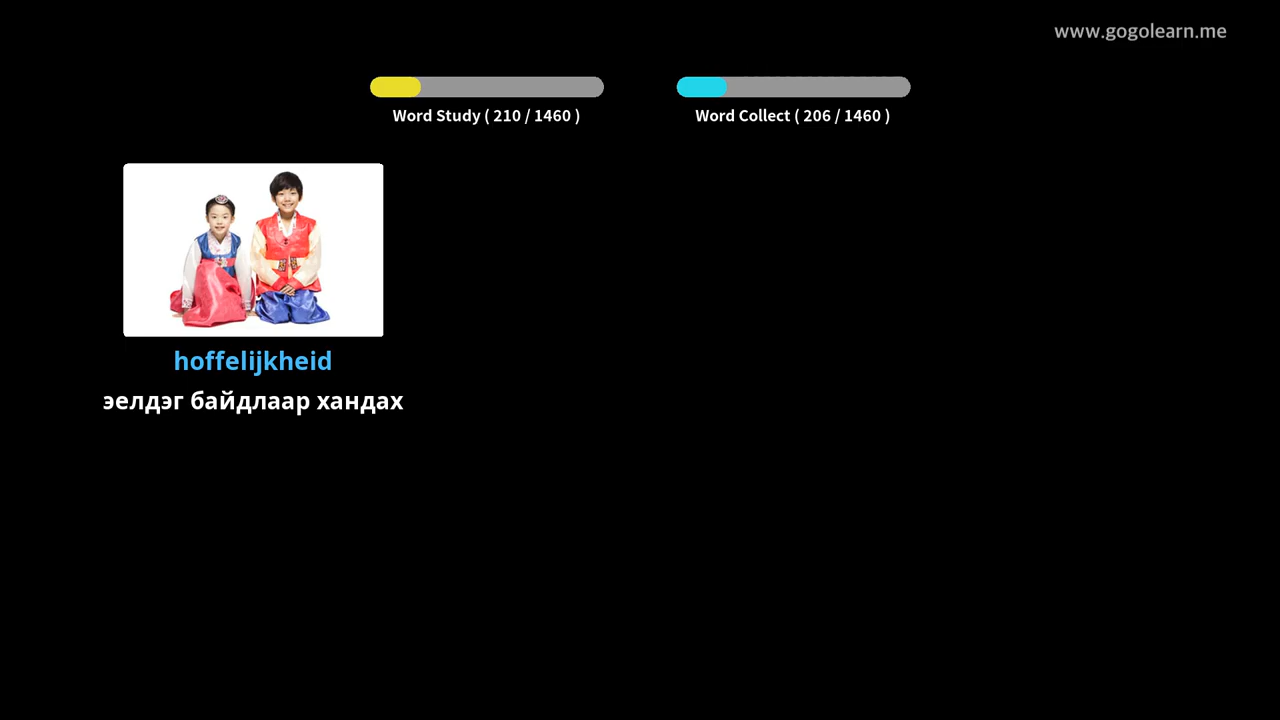 www.gogolearn.me
Word Study ( 210 / 1460 )
Word Collect ( 206 / 1460 )
hoffelijkheid
эелдэг байдлаар хандах